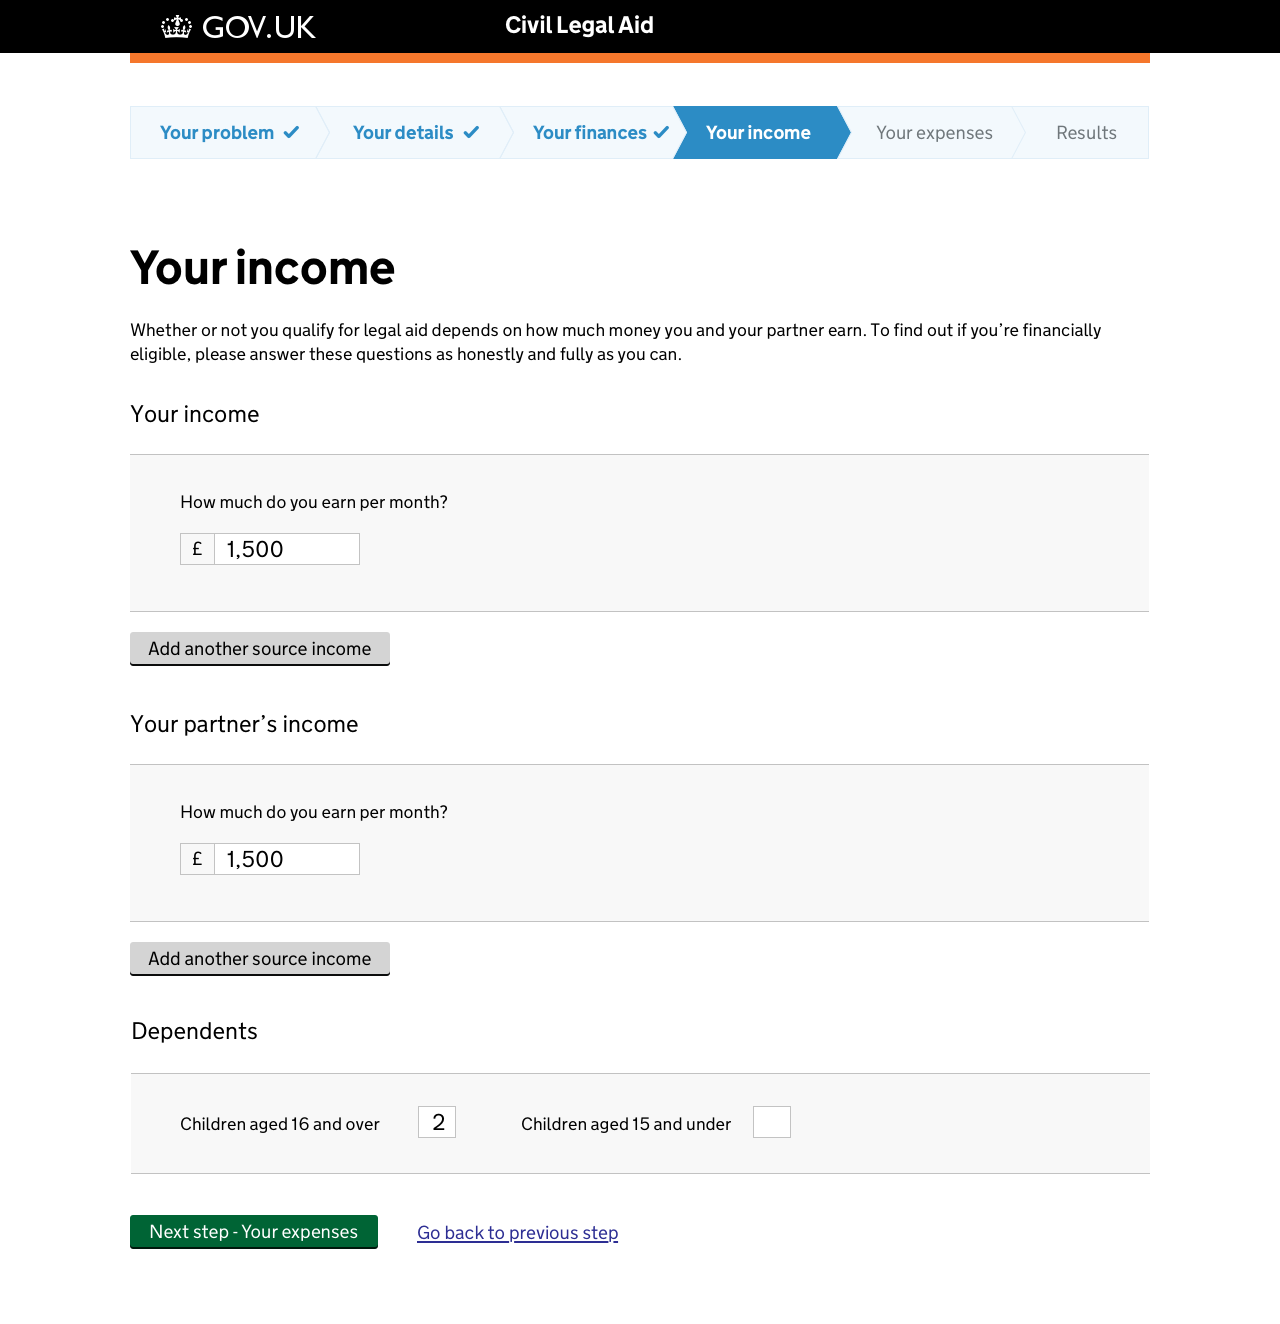 GOV.UK
Civil Legal Aid
Your problem
Your details
Your finances
Your income
Your expenses
Results
Your income
Whether or not you qualify for legal aid depends on how much money you and your partner earn. To find out if you’re financially
eligible, please answer these questions as honestly and fully as you can.
Your income
How much do you earn per month?
£ 1,500
Add another source income
Your partner’s income
How much do you earn per month?
£ 1,500
Add another source income
Dependents
Children aged 16 and over 2 Children aged 15 and under
Next step - Your expenses Go back to previous step